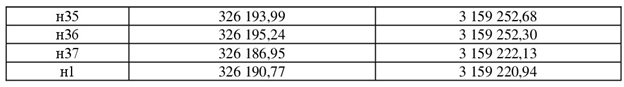 н35 326 193,99 3 159 252,68
н36 326 195,24 3 159 252,30
н37 326 186,95 3 159 222,13
н1 326 190,77 3 159 220,94